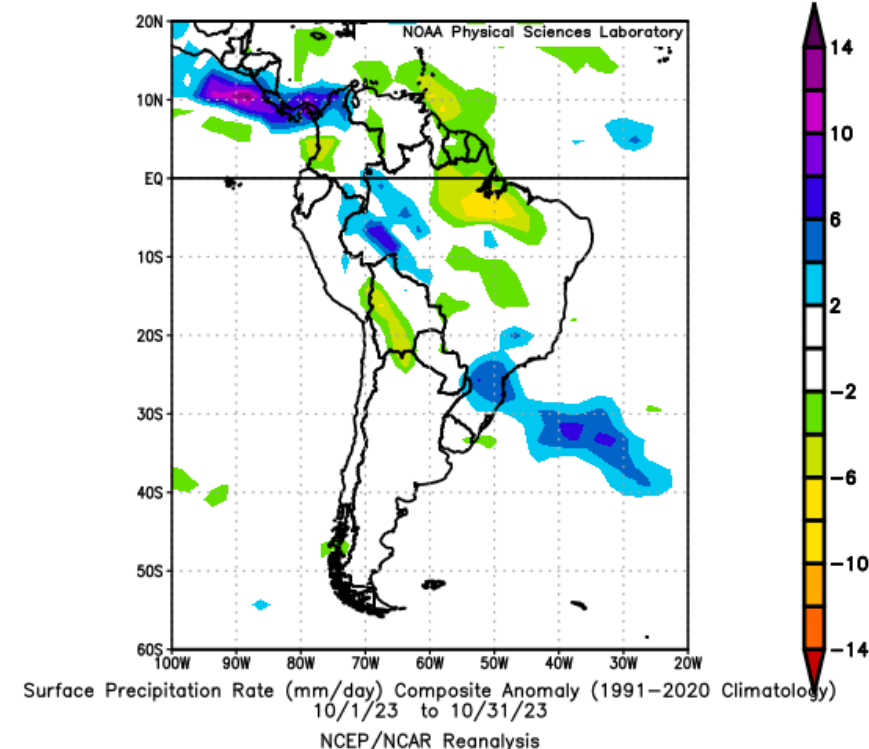 NOAA Physical Sciences Laboratory
20N
10N
EQ
10S
20S
30S
40S
50S
60S
100W 90W 80W 70W 60W 50W 40W 30W 20W
14
10
6
2
−2
−6
−10
−14
Surface Precipitation Rate (mm/day) Composite Anomaly (1991−2020 Climatology)
10/1/23 to 10/31/23
NCEP/NCAR Reanalysis